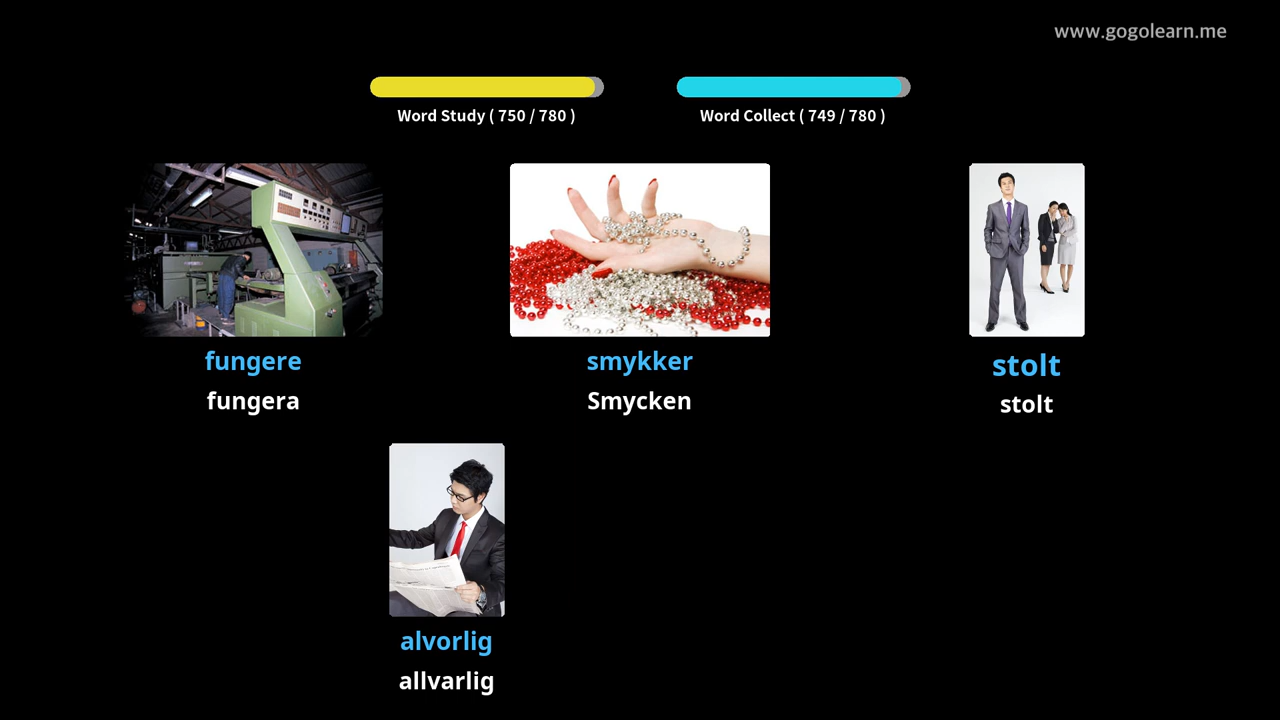 www.gogolearn.me
Word Study ( 750 / 780 )
Word Collect ( 749 / 780 )
fungere
fungera
smykker
Smycken
stolt
stolt
alvorlig
allvarlig